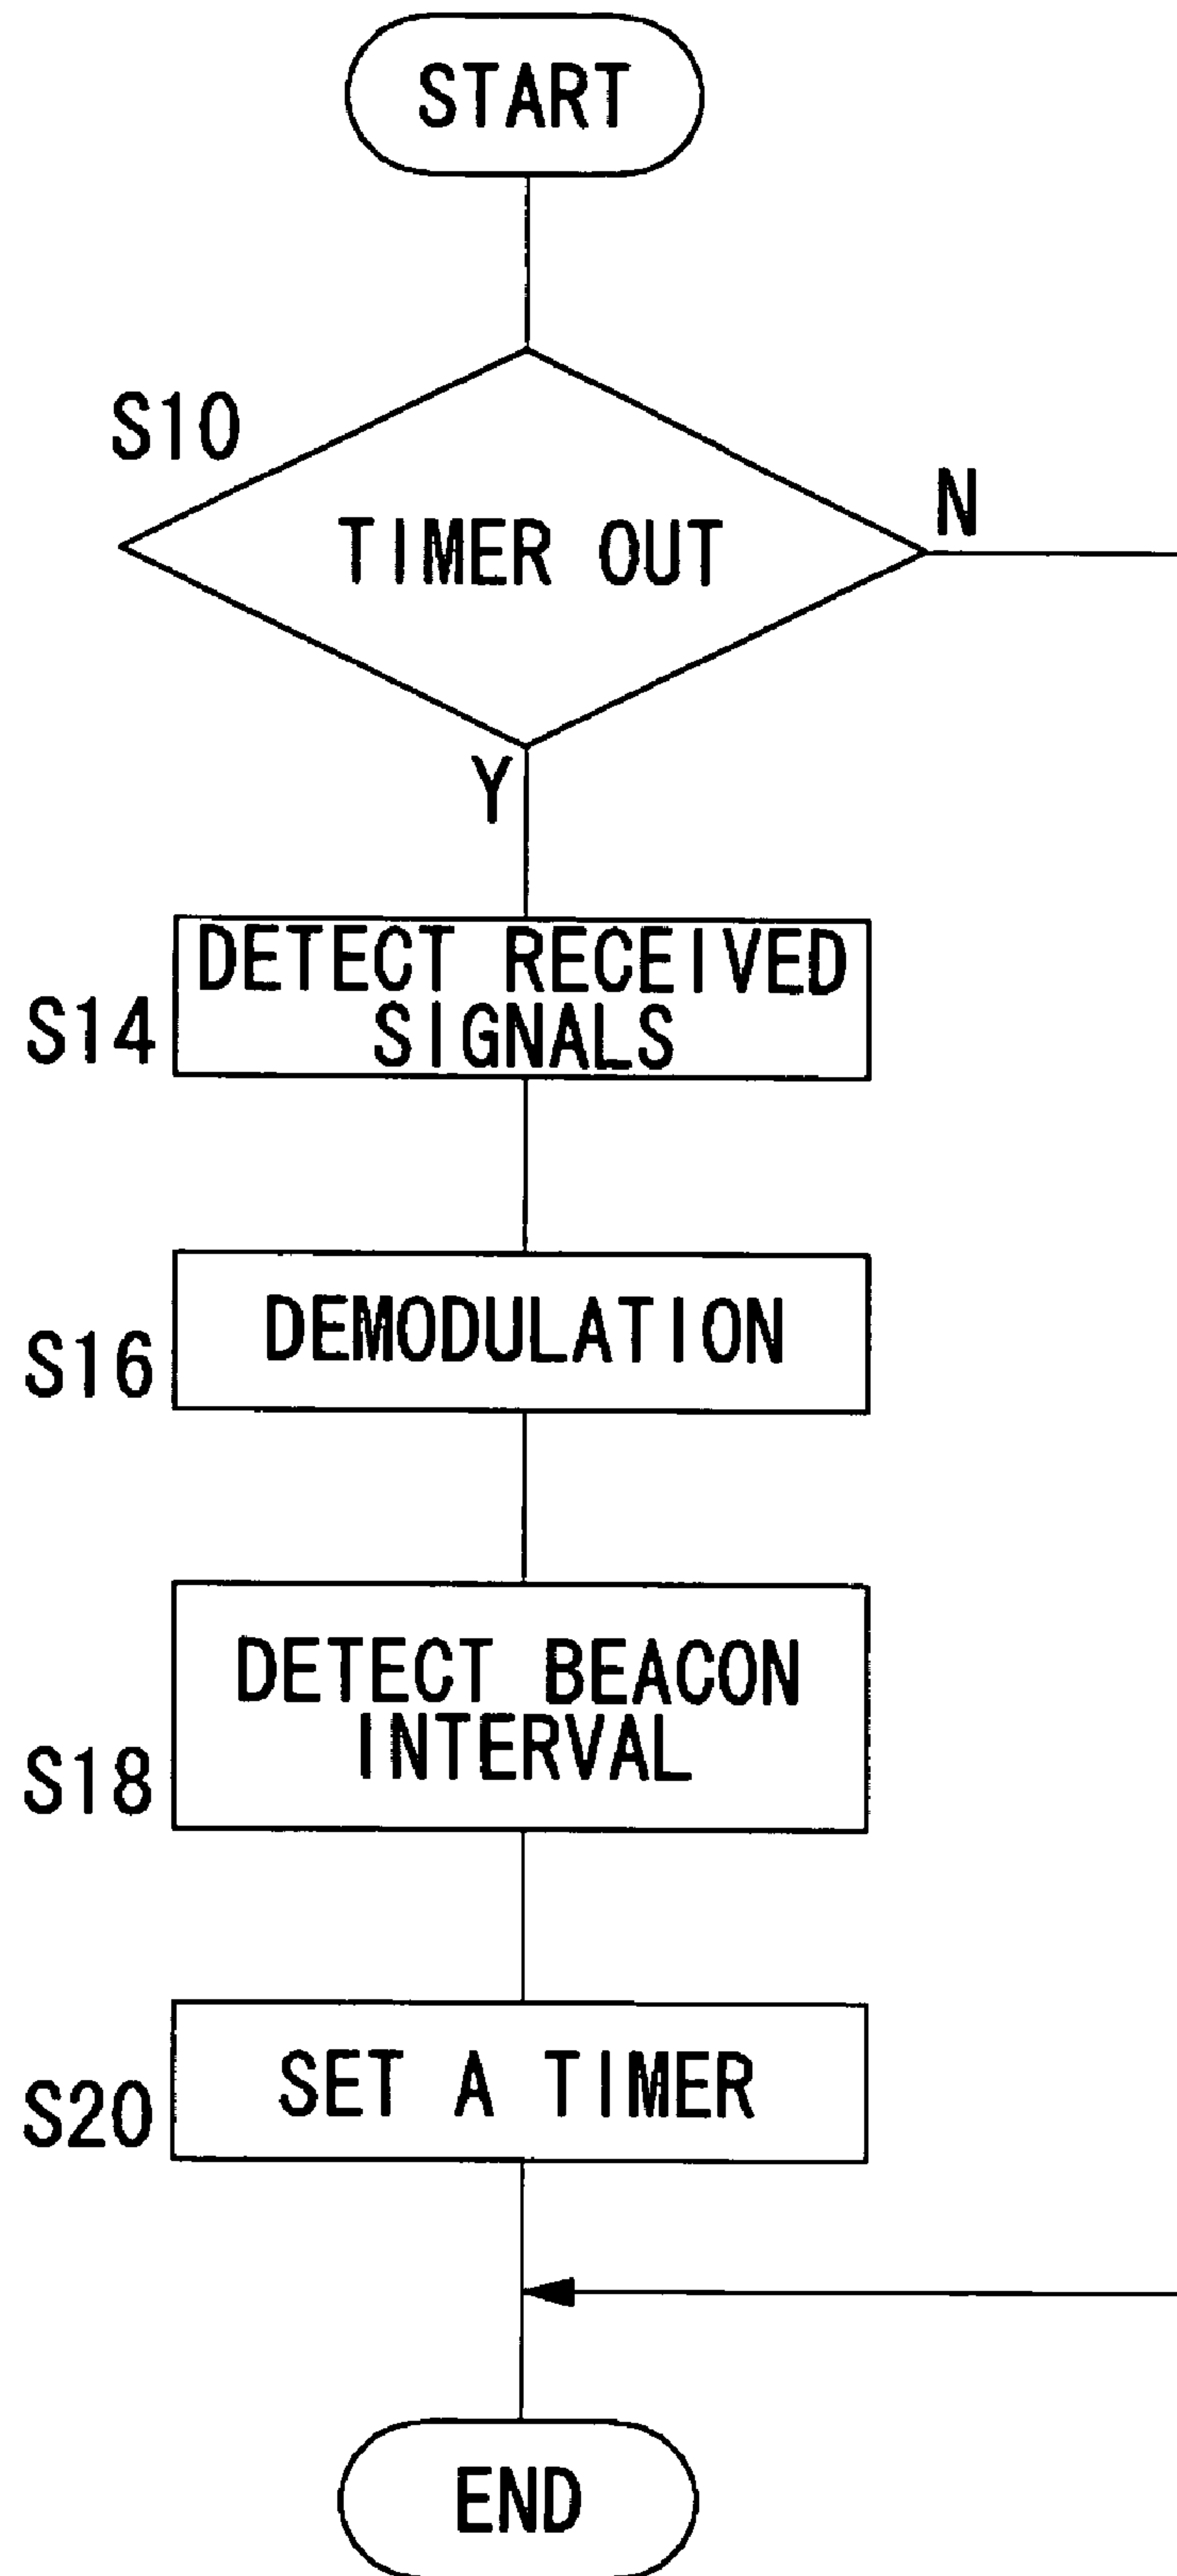 START
S10
TIMER OUT
N
Y
DETECT RECEIVED
SIGNALS
S14
DEMODULATION
S16
DETECT BEACON
INTERVAL
S18
SET A TIMER
S20
END